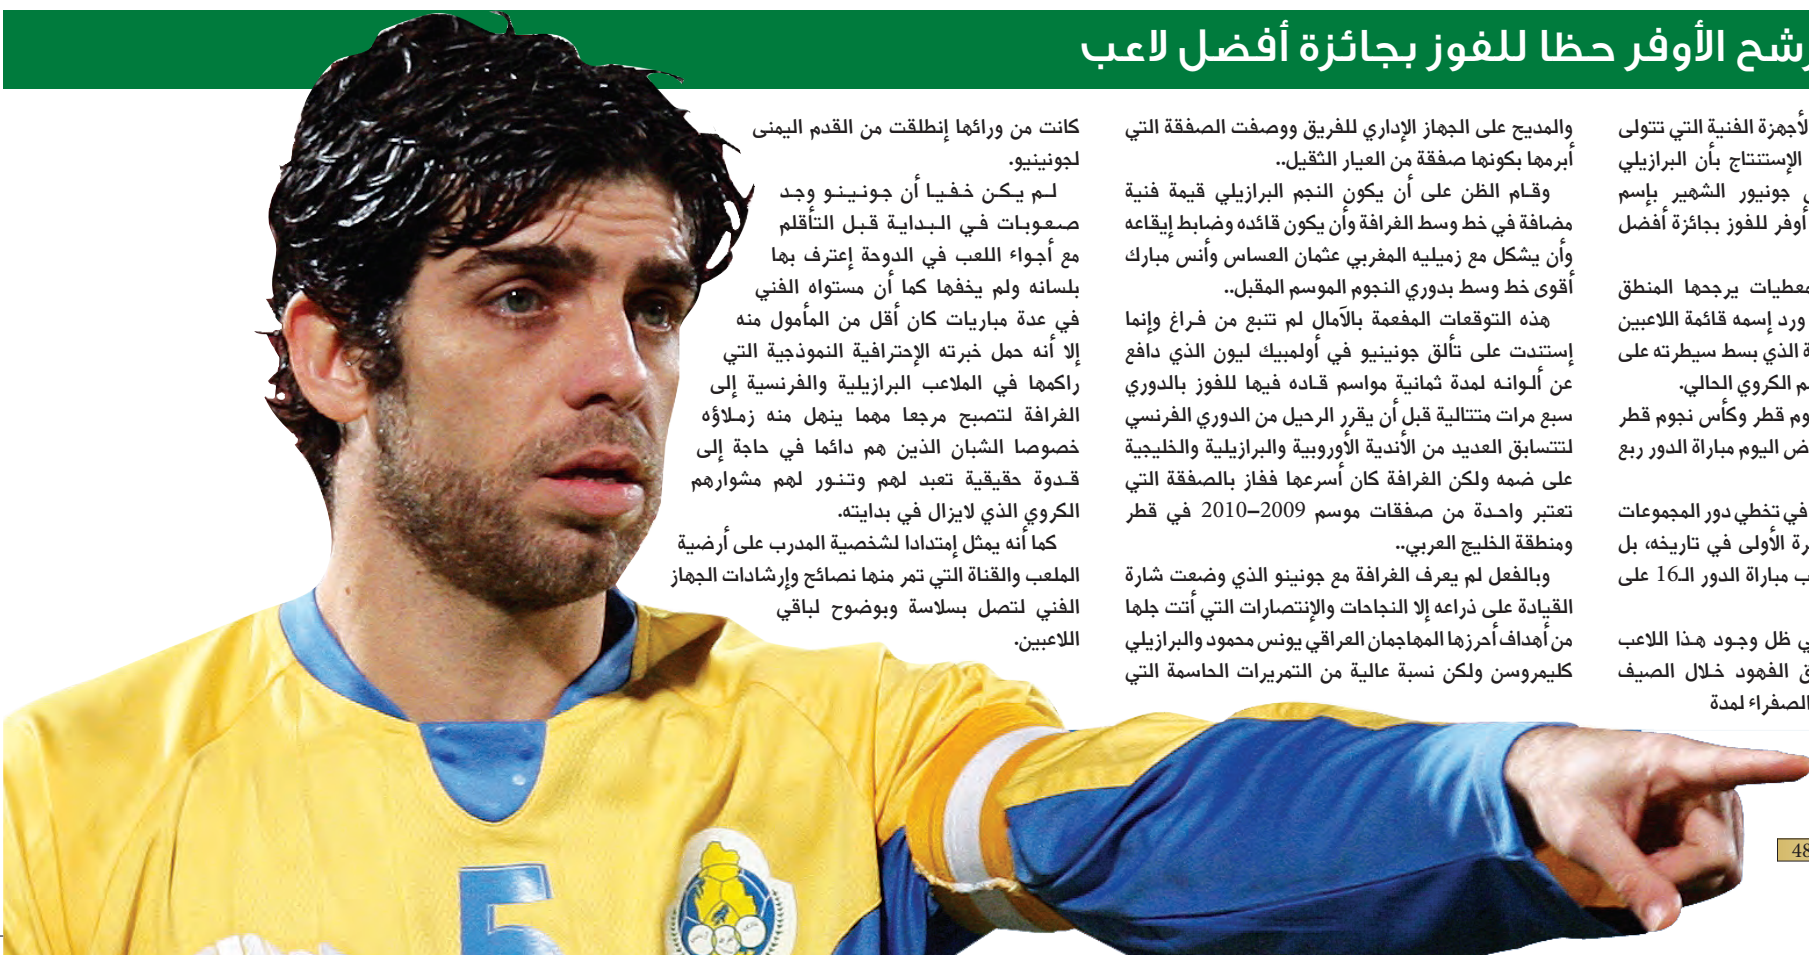 رشح الأوفر حظا للفوز بجائزة أفضل لاعب
لأجهزة الفنية التي تتولى
الإستنتاج بأن البرازيلي
جونيور الشهير بإسم
أوفر للفوز بجائزة أفضل
معطيات يرجحها المنطق
ورد إسمه قائمة اللاعبين
ة الذي بسط سيطرته على
م الكروي الحالي.
وم قطر وكأس نجوم قطر
ض اليوم مباراة الدور ربع
في تخطي دور المجموعات
رة الأولى في تاريخه، بل
ب مباراة الدور الـ16 على
ي ظل وجود هذا اللاعب
ق الفهود خلال الصيف
الصفراء لمدة
والمديح على الجهاز الإداري للفريق ووصفت الصفقة التي
أبرمها بكونها صفقة من العيار الثقيل..
وقام الظن على أن يكون النجم البرازيلي قيمة فنية
مضافة في خط وسط الغرافة وأن يكون قائده وضابط إيقاعه
وأن يشكل مع زميليه المغربي عثمان العساس وأنس مبارك
أقوى خط وسط بدوري النجوم الموسم المقبل..
هذه التوقعات المفعمة بالآمال لم تتبع من فراغ وإنما
إستندت على تألق جونينيو في أولمبيك ليون الذي دافع
عن ألوانه لمدة ثمانية مواسم قاده فيها للفوز بالدوري
سبع مرات متتالية قبل أن يقرر الرحيل من الدوري الفرنسي
لتتسابق العديد من الأندية الأوروبية والبرازيلية والخليجية
على ضمه ولكن الغرافة كان أسرعها ففاز بالصفقة التي
تعتبر واحدة من صفقات موسم 2009–2010 في قطر
ومنطقة الخليج العربي..
وبالفعل لم يعرف الغرافة مع جونينو الذي وضعت شارة
القيادة على ذراعه إلا النجاحات والإنتصارات التي أتت جلها
من أهداف أحرزها المهاجمان العراقي يونس محمود والبرازيلي
كليمروسن ولكن نسبة عالية من التمريرات الحاسمة التي
كانت من ورائها إنطلقت من القدم اليمنى
لجونينيو.
لم يكن خفيا أن جونينو وجد
صعوبات في البداية قبل التأقلم
مع أجواء اللعب في الدوحة إعترف بها
بلسانه ولم يخفها كما أن مستواه الفني
في عدة مباريات كان أقل من المأمول منه
إلا أنه حمل خبرته الإحترافية النموذجية التي
راكمها في الملاعب البرازيلية والفرنسية إلى
الغرافة لتصبح مرجعا مهما ينهل منه زملاؤه
خصوصا الشبان الذين هم دائما في حاجة إلى
قدوة حقيقية تعبد لهم وتنور لهم مشوارهم
الكروي الذي لايزال في بدايته.
كما أنه يمثل إمتدادا لشخصية المدرب على أرضية
الملعب والقناة التي تمر منها نصائح وإرشادات الجهاز
الفني لتصل بسلاسة وبوضوح لباقي
اللاعبين.
48
5